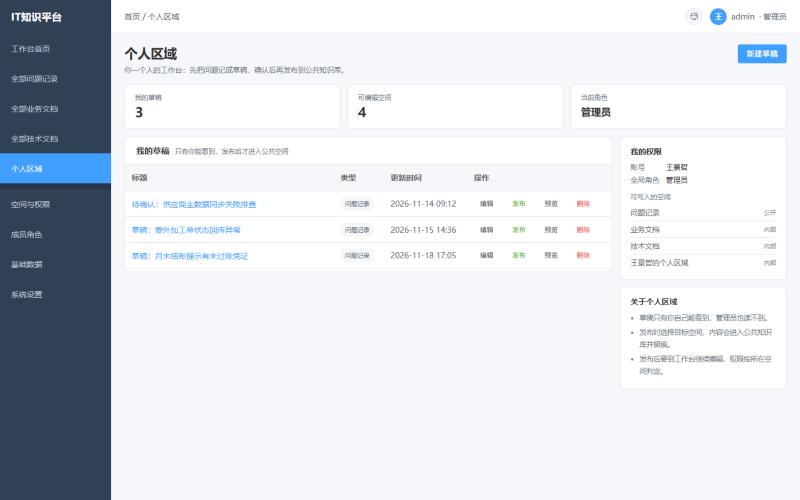 IT知识平台
首页 / 个人区域
王 admin · 管理员
工作台首页
全部问题记录
全部业务文档
全部技术文档
个人区域
空间与权限
成员角色
基础数据
系统设置
个人区域
你一个人的工作台：先把问题记成草稿，确认后再发布到公共知识库。
新建草稿
我的草稿
3
可编辑空间
4
当前角色
管理员
我的草稿 只有你能看到，发布后才进入公共空间
标题 类型 更新时间 操作
待确认：供应商主数据同步失败排查 问题记录 2026-11-14 09:12 编辑 发布 预览 删除
草稿：委外加工单状态回传异常 问题记录 2026-11-15 14:36 编辑 发布 预览 删除
草稿：月末结账提示有未过账凭证 问题记录 2026-11-18 17:05 编辑 发布 预览 删除
我的权限
账号 王景哲
全局角色 管理员
可写入的空间
问题记录 公开
业务文档 内部
技术文档 内部
王景哲的个人区域 内部
关于个人区域
• 草稿只有你自己能看到，管理员也读不到。
• 发布时选择目标空间，内容会进入公共知识
库并留痕。
• 发布后要到工作台继续编辑，权限按所在空
间判定。